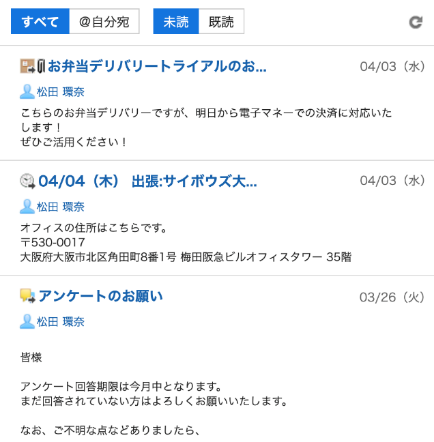 すべて @自分宛 未読 既読
お弁当デリバリートライアルのお... 04/03（水）
松田 環奈
こちらのお弁当デリバリーですが、明日から電子マネーでの決済に対応いた
します！
ぜひご活用ください！
04/04（木） 出張:サイボウズ大... 04/03（水）
松田 環奈
オフィスの住所はこちらです。
〒530-0017
大阪府大阪市北区角田町8番1号 梅田阪急ビルオフィスタワー 35階
アンケートのお願い 03/26（火）
松田 環奈
皆様
アンケート回答期限は今月中となります。
まだ回答されていない方はよろしくお願いいたします。
なお、ご不明な点などありましたら、